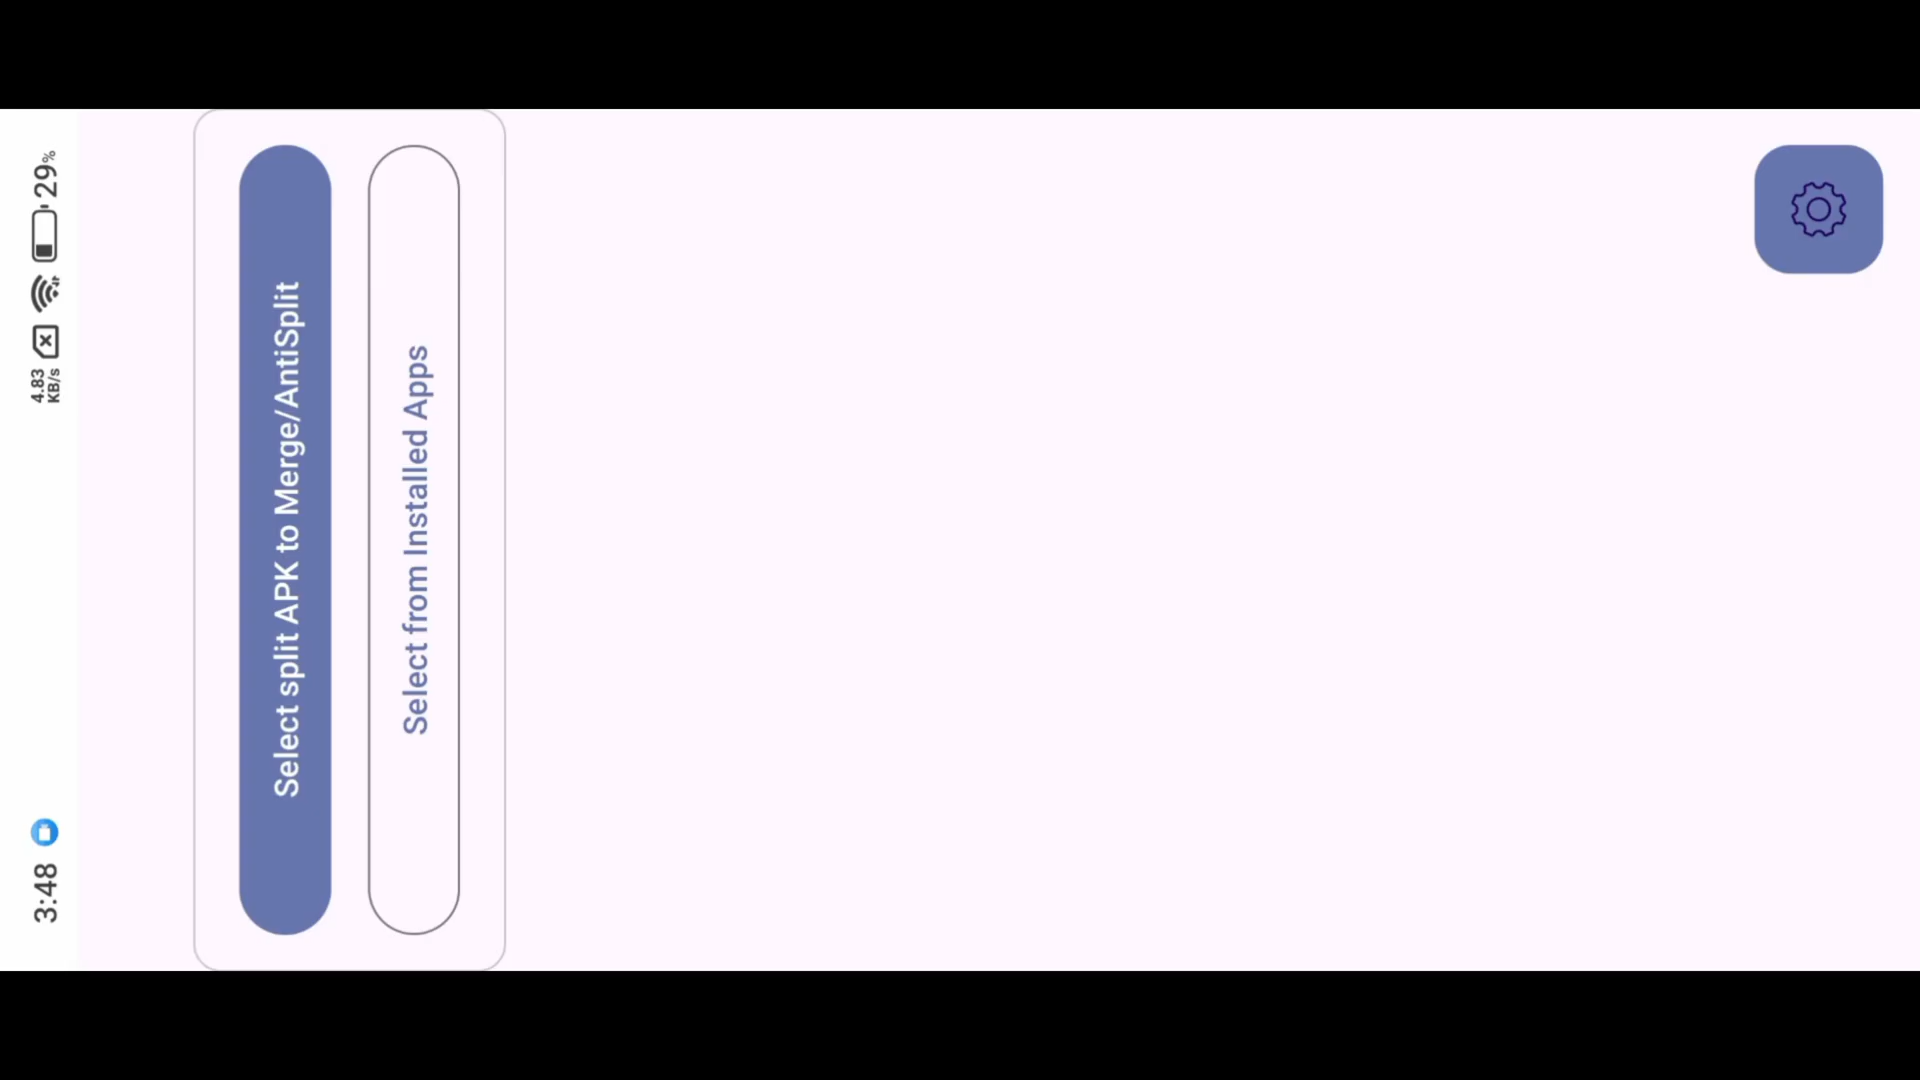 3:48
4.83
KB/s
29%
Select split APK to Merge/AntiSplit
Select from Installed Apps